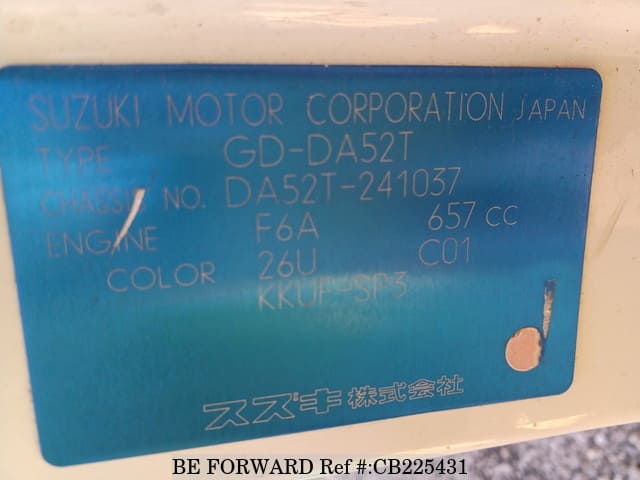 SUZUKI MOTOR CORPORATION JAPAN
TYPE GD-DA52T
CHASSIS NO. DA52T-241037
ENGINE F6A 657 CC
COLOR 26U C01
KKUF-SP3
スズキ株式会社
BE FORWARD Ref #:CB225431